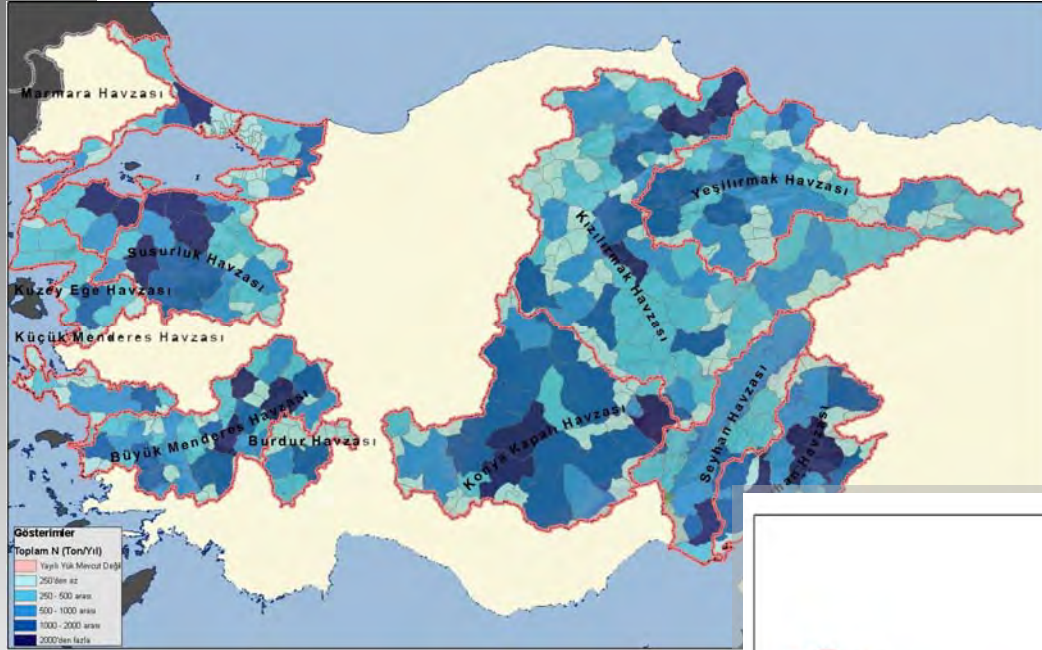 Marmara Havzası
Yeşilırmak Havzası
Kızılırmak Havzası
Susurluk Havzası
Kuzey Ege Havzası
Küçük Menderes Havzası
Büyük Menderes Havzası
Burdur Havzası
Konya Kapalı Havzası
Seyhan Havzası
Havzası
Gösterimler
Toplam N (Ton/Yıl)
Yayılı Yük Mevcut Değil
250'den az
250 - 500 arası
500 - 1000 arası
1000 - 2000 arası
2000'den fazla